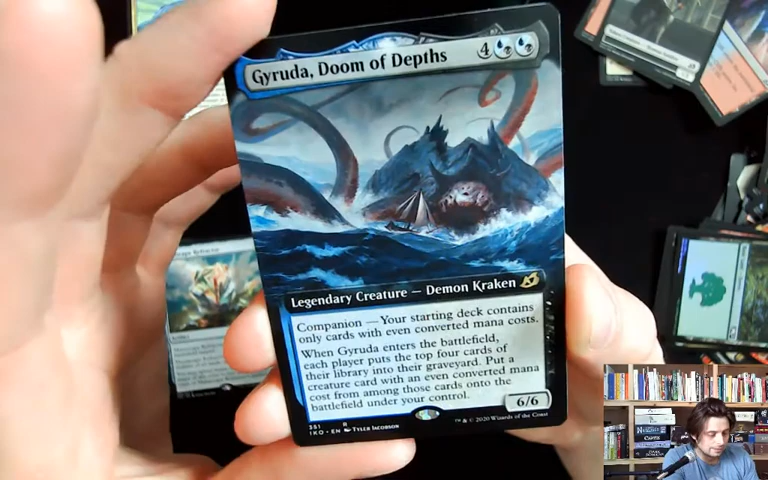 Gyruda, Doom of Depths 4
Legendary Creature — Demon Kraken
Companion — Your starting deck contains
only cards with even converted mana costs.
When Gyruda enters the battlefield,
each player puts the top four cards of
their library into their graveyard. Put a
creature card with an even converted mana
cost from among those cards onto the
battlefield under your control.
6/6
351 R
IKO • EN Tyler Jacobson
™ & © 2020 Wizards of the Coast